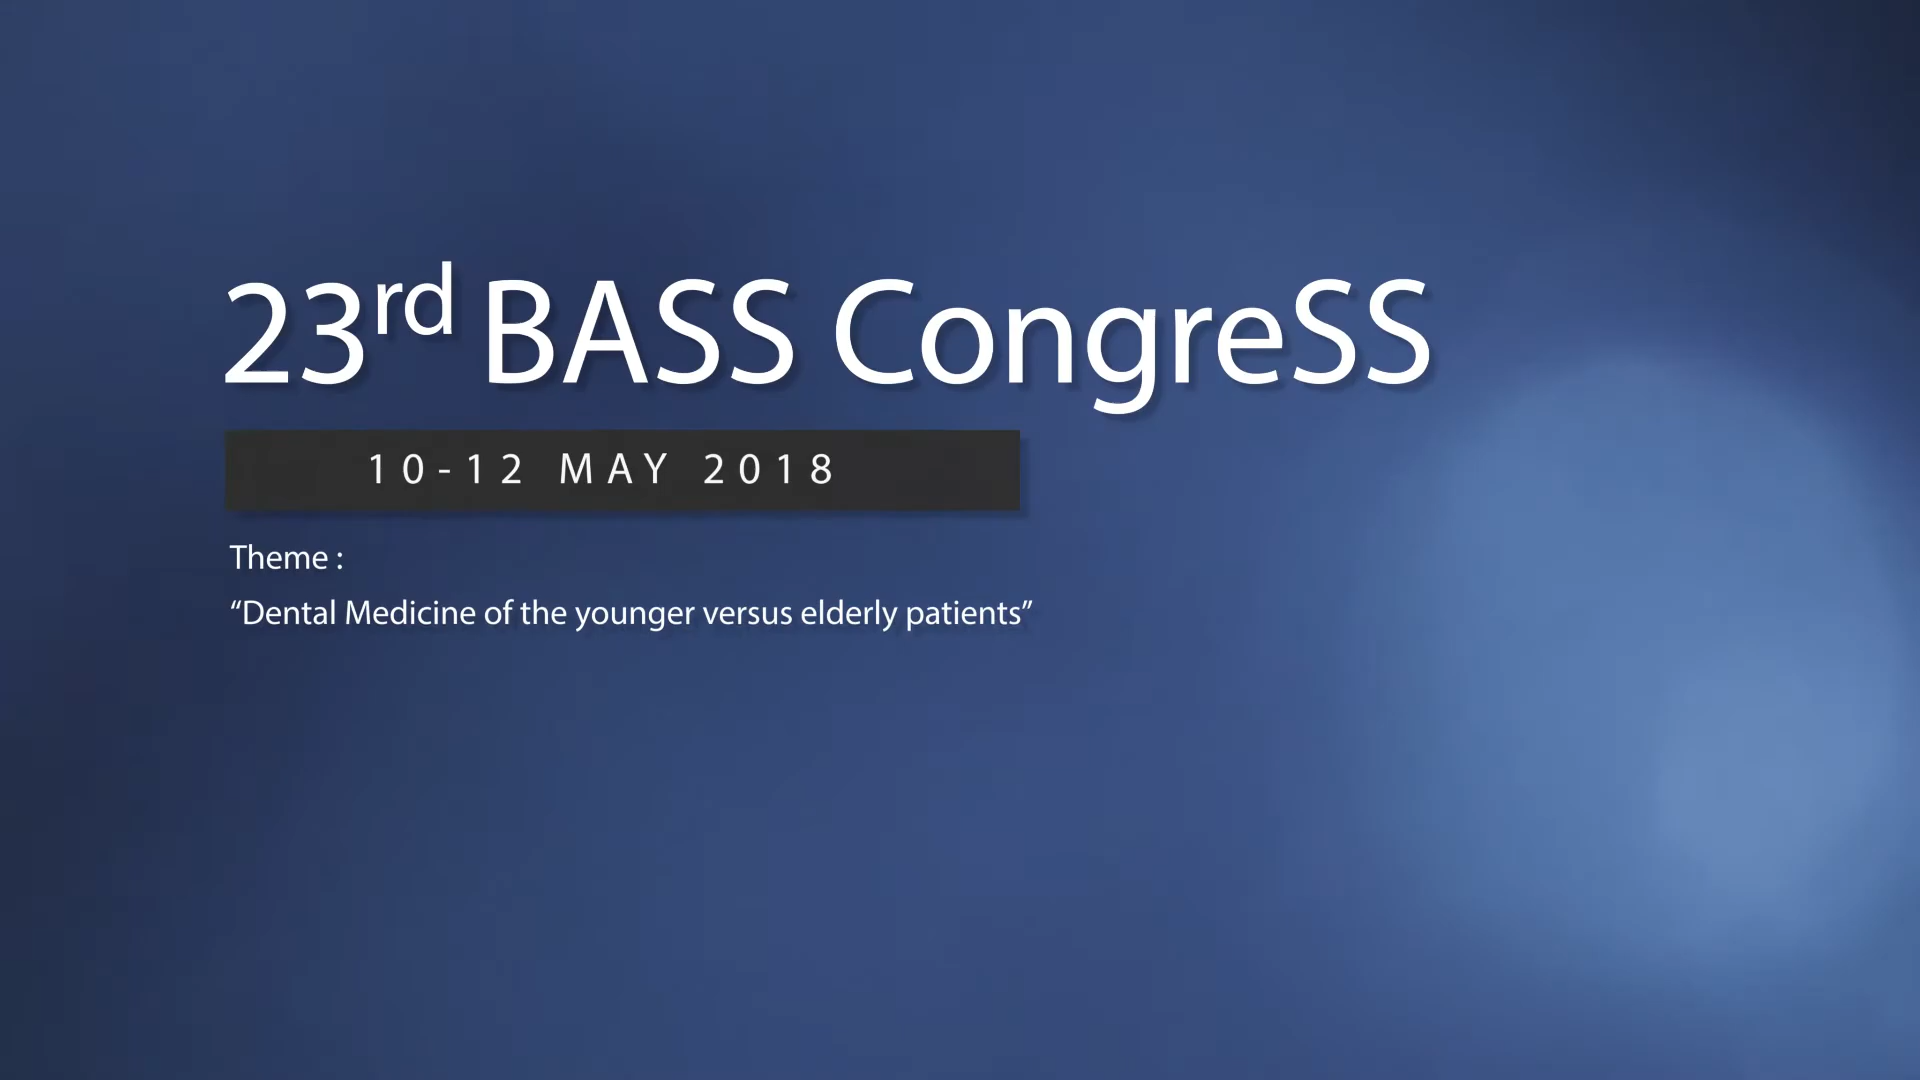 23rd BASS CongreSS
10-12 MAY 2018
Theme :
“Dental Medicine of the younger versus elderly patients”